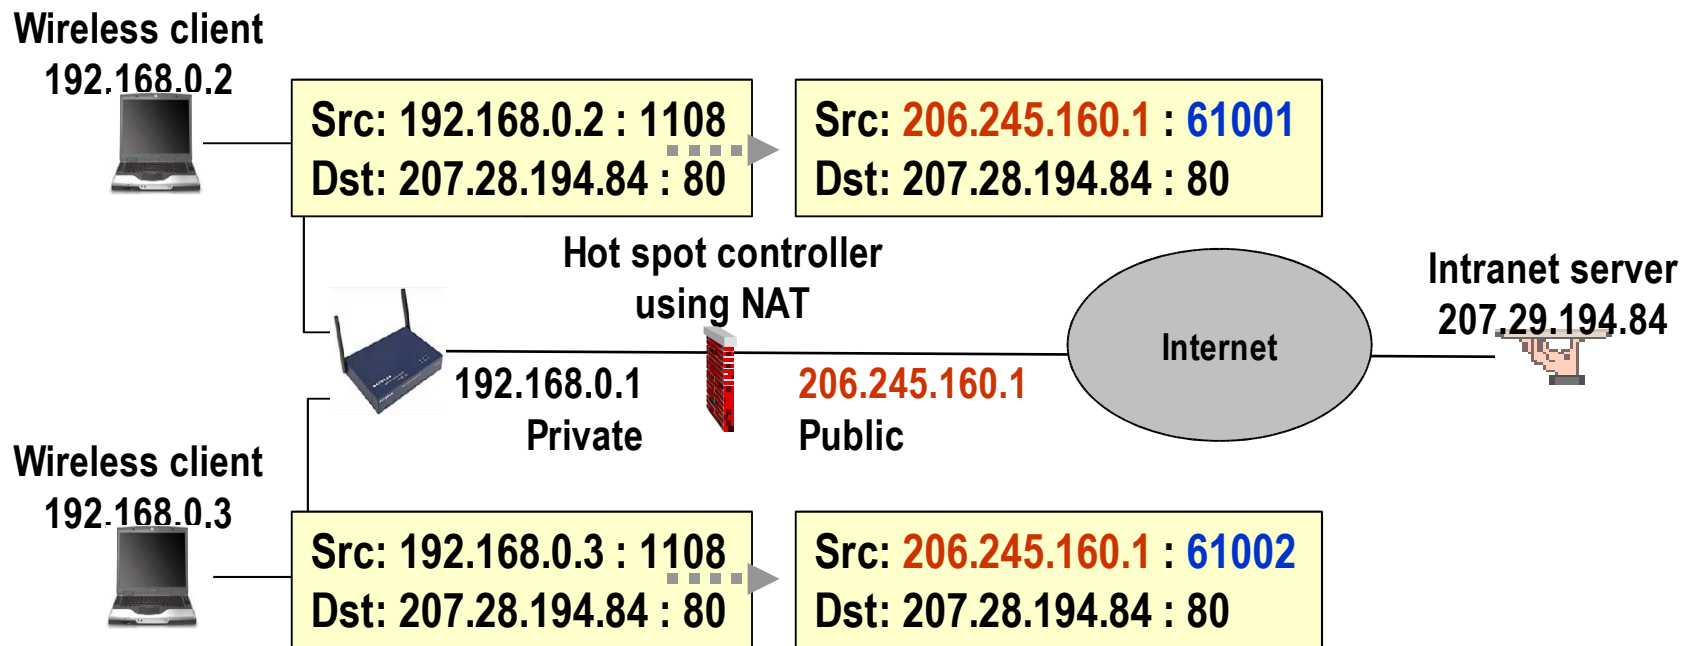 Wireless client
192.168.0.2
Src: 192.168.0.2 : 1108
Dst: 207.28.194.84 : 80
Src: 206.245.160.1 : 61001
Dst: 207.28.194.84 : 80
Hot spot controller
using NAT
Intranet server
207.29.194.84
Internet
192.168.0.1
Private
206.245.160.1
Public
Wireless client
192.168.0.3
Src: 192.168.0.3 : 1108
Dst: 207.28.194.84 : 80
Src: 206.245.160.1 : 61002
Dst: 207.28.194.84 : 80